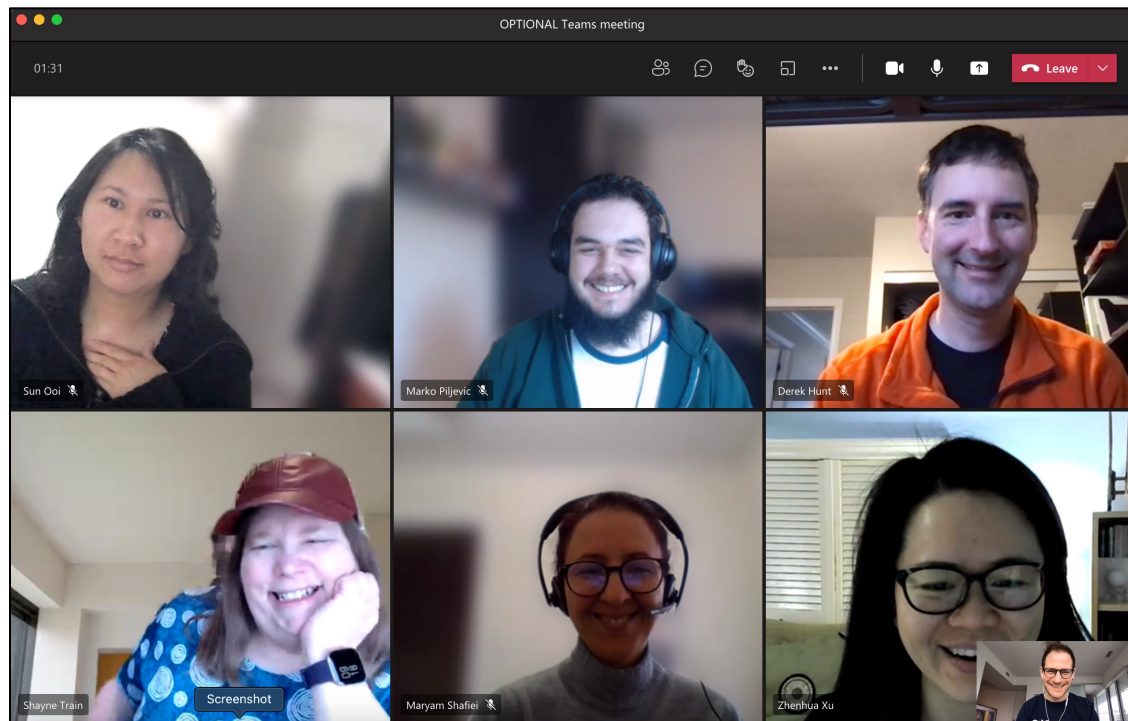 OPTIONAL Teams meeting
01:31
Leave
Sun Ooi
Marko Piljevic
Derek Hunt
Shayne Train
Screenshot
Maryam Shafiei
Zhenhua Xu